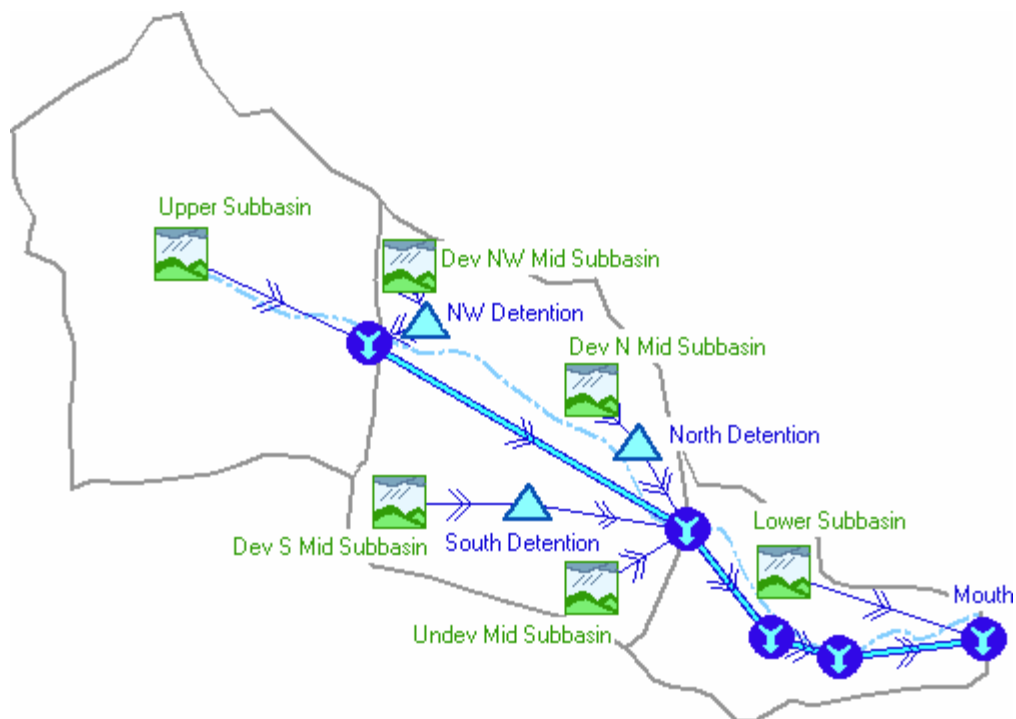 Upper Subbasin
Dev NW Mid Subbasin
NW Detention
Dev N Mid Subbasin
North Detention
Lower Subbasin
Dev S Mid Subbasin
South Detention
Mouth
Undev Mid Subbasin